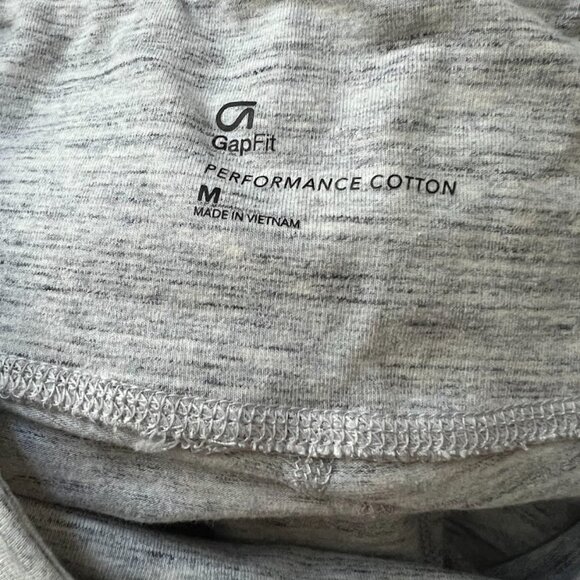 GapFit
PERFORMANCE COTTON
M
MADE IN VIETNAM